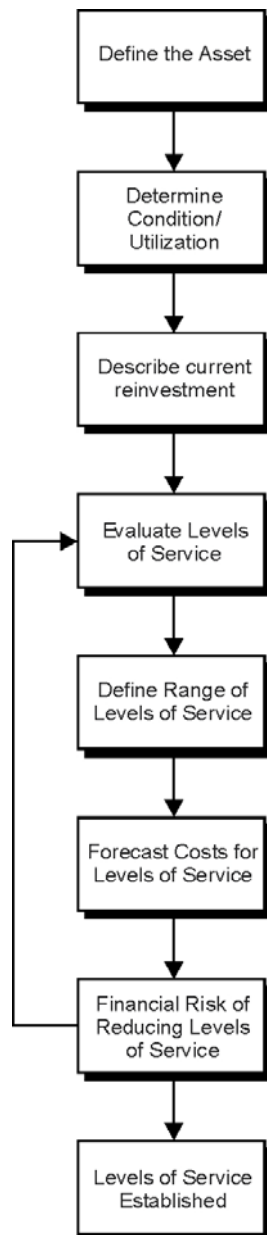 Define the Asset
Determine
Condition/
Utilization
Describe current
reinvestment
Evaluate Levels
of Service
Define Range of
Levels of Service
Forecast Costs for
Levels of Service
Financial Risk of
Reducing Levels
of Service
Levels of Service
Established